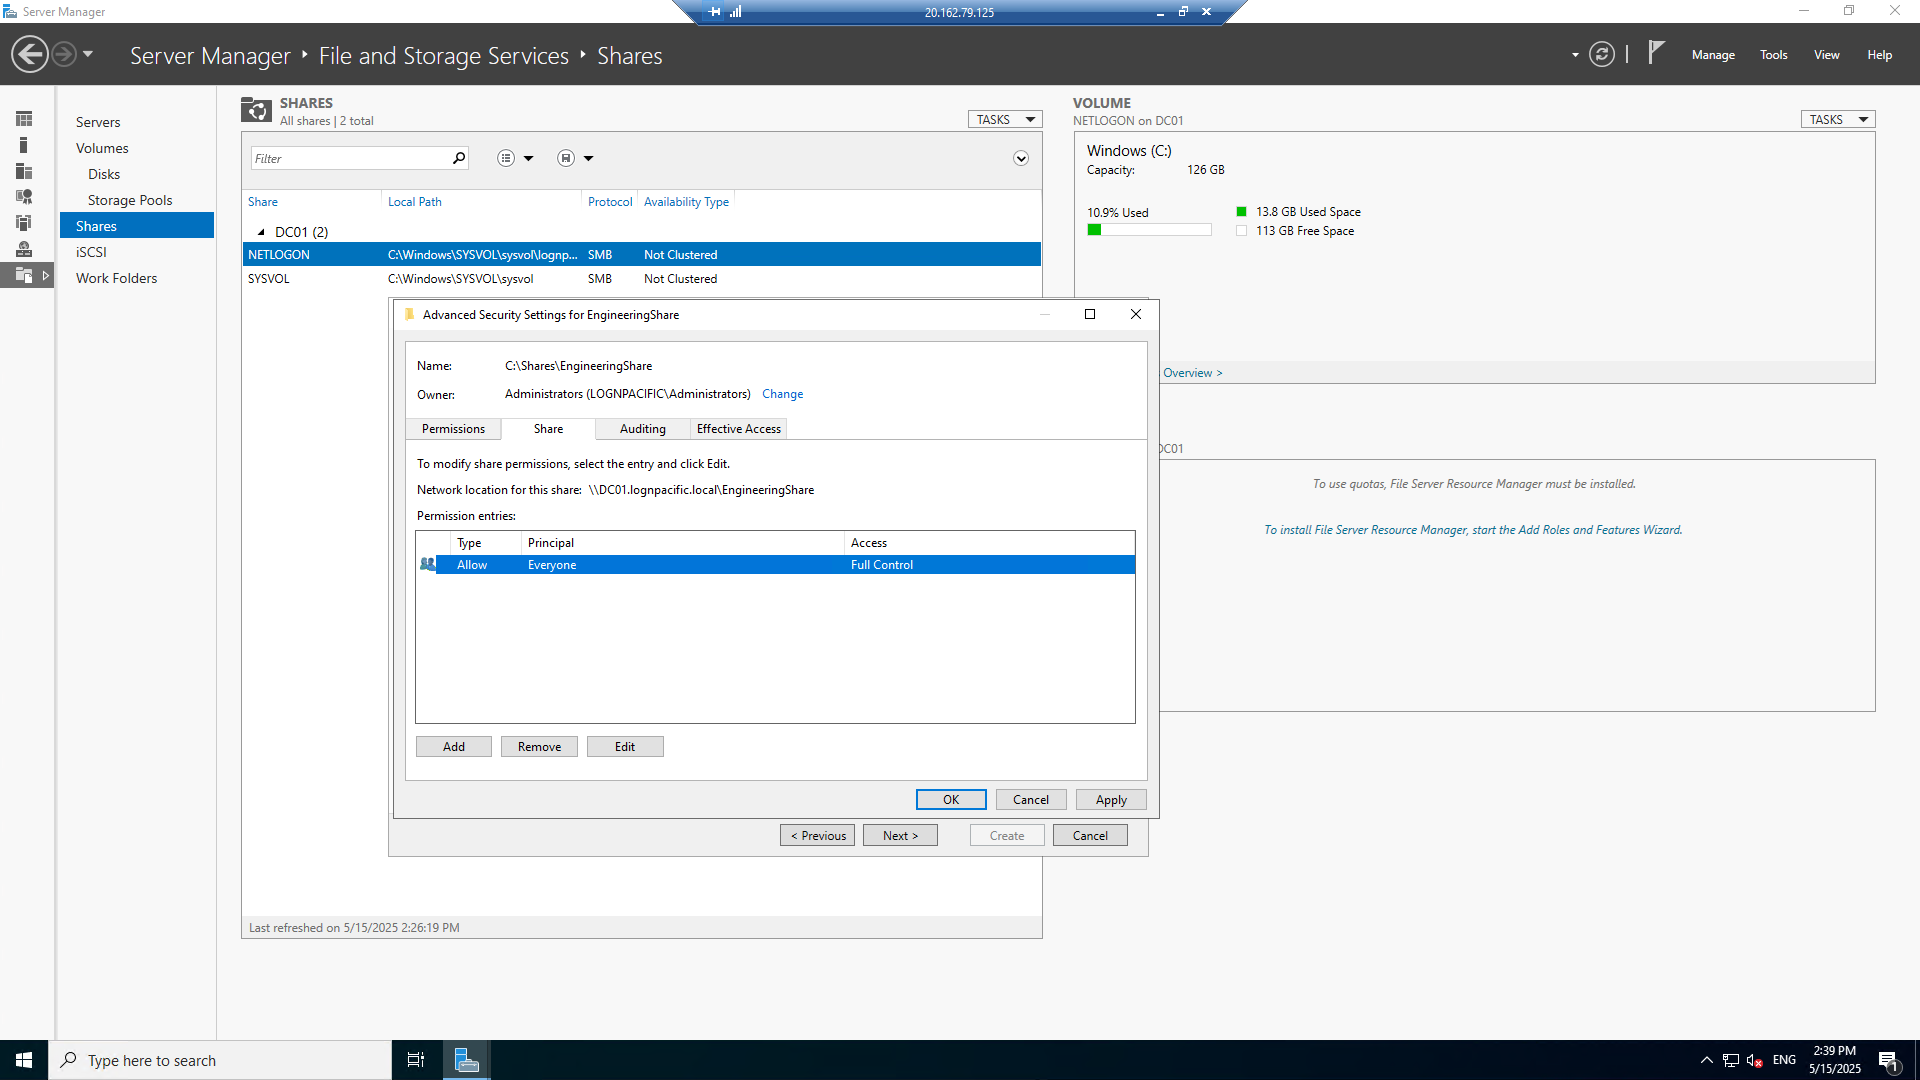 Server Manager
20.162.79.125
Server Manager ‣ File and Storage Services ‣ Shares
Manage
Tools
View
Help
Servers
Volumes
Disks
Storage Pools
Shares
iSCSI
Work Folders
SHARES
All shares | 2 total
TASKS
Filter
Share
Local Path
Protocol
Availability Type
DC01 (2)
NETLOGON
C:\Windows\SYSVOL\sysvol\lognp...
SMB
Not Clustered
SYSVOL
C:\Windows\SYSVOL\sysvol
SMB
Not Clustered
Last refreshed on 5/15/2025 2:26:19 PM
VOLUME
NETLOGON on DC01
TASKS
Windows (C:)
Capacity:
126 GB
10.9% Used
13.8 GB Used Space
113 GB Free Space
Overview >
DC01
To use quotas, File Server Resource Manager must be installed.
To install File Server Resource Manager, start the Add Roles and Features Wizard.
Advanced Security Settings for EngineeringShare
Name:
C:\Shares\EngineeringShare
Owner:
Administrators (LOGNPACIFIC\Administrators)
Change
Permissions
Share
Auditing
Effective Access
To modify share permissions, select the entry and click Edit.
Network location for this share: \\DC01.lognpacific.local\EngineeringShare
Permission entries:
Type
Principal
Access
Allow
Everyone
Full Control
Add
Remove
Edit
OK
Cancel
Apply
< Previous
Next >
Create
Cancel
Type here to search
ENG
2:39 PM
5/15/2025
1